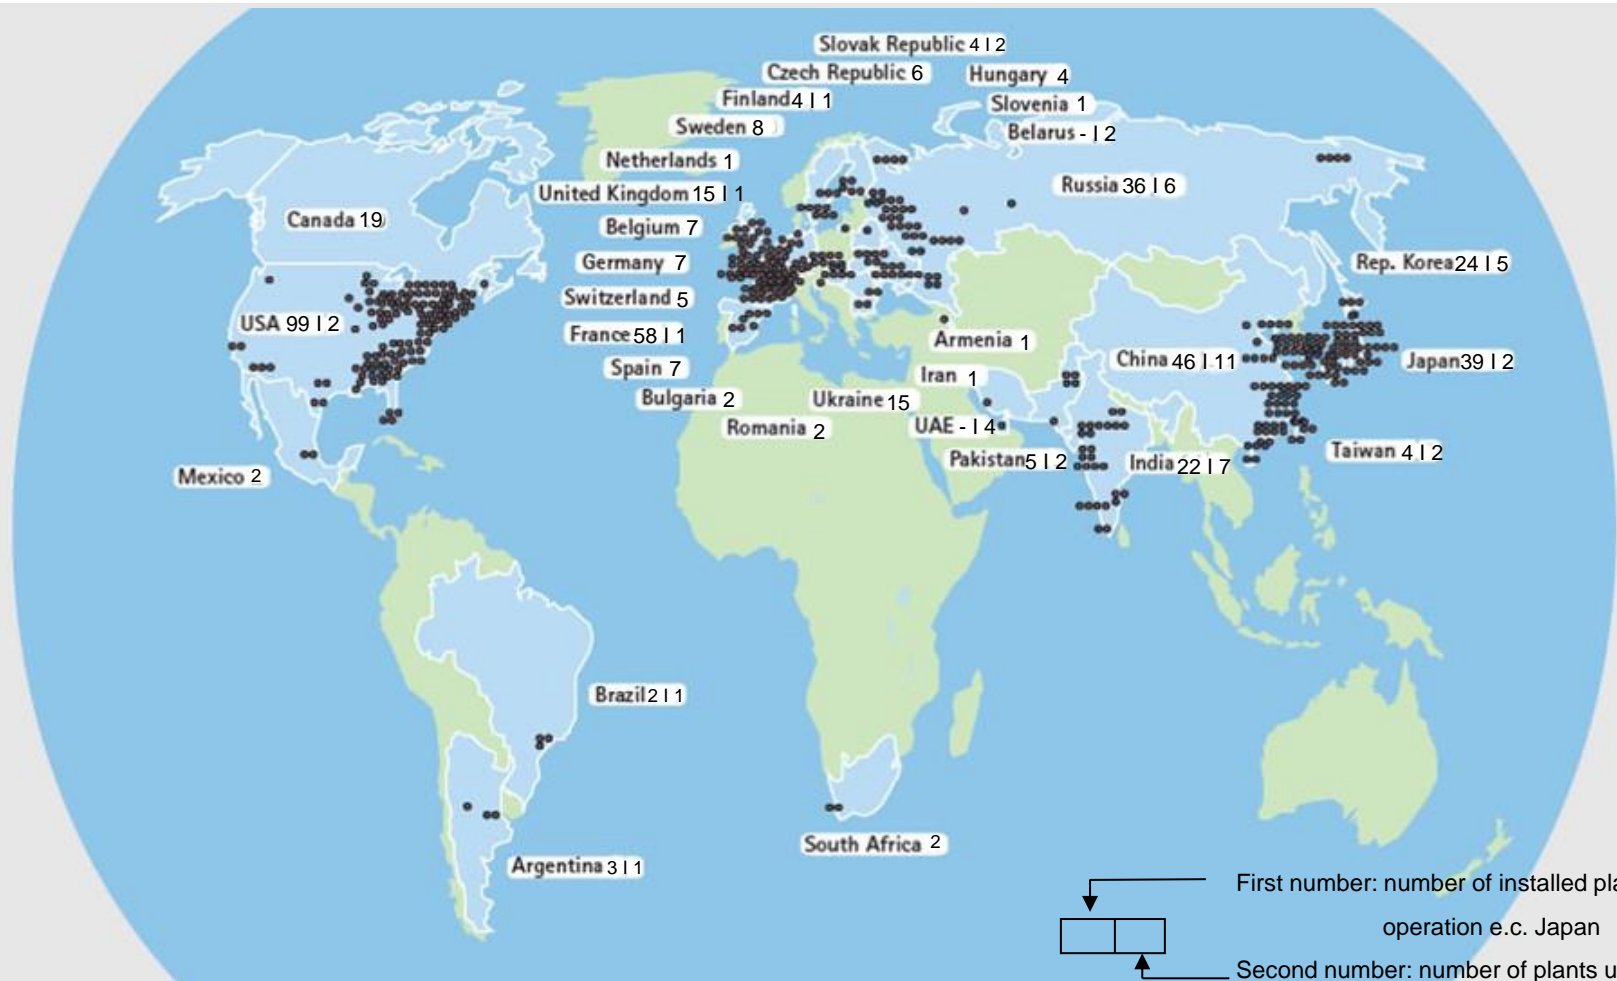 Slovak Republic 4 I 2
Czech Republic 6
Hungary 4
Finland 4 I 1
Slovenia 1
Sweden 8
Belarus - I 2
Netherlands 1
Russia 36 I 6
United Kingdom 15 I 1
Canada 19
Belgium 7
Germany 7
Rep. Korea 24 I 5
Switzerland 5
USA 99 I 2
France 58 I 1
Armenia 1
China 46 I 11
Japan 39 I 2
Spain 7
Iran 1
Bulgaria 2
Ukraine 15
Romania 2
UAE - I 4
Taiwan 4 I 2
Pakistan 5 I 2
India 22 I 7
Mexico 2
Brazil 2 I 1
South Africa 2
Argentina 3 I 1
First number: number of installed pla
operation e.c. Japan
Second number: number of plants u